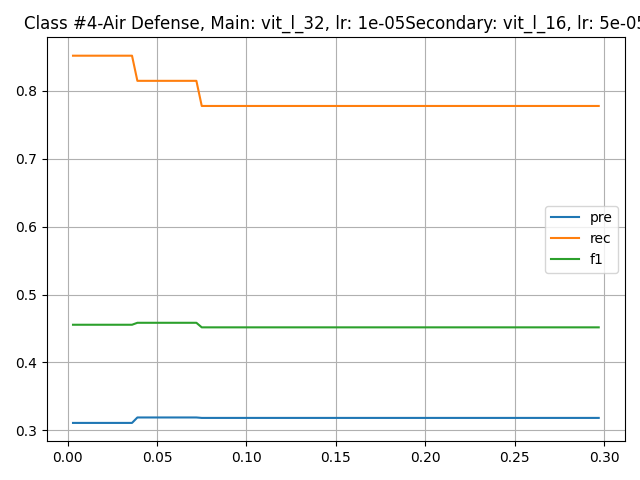 Class #4-Air Defense, Main: vit_l_32, lr: 1e-05Secondary: vit_l_16, lr: 5e-05
0.8
0.7
0.6
0.5
0.4
0.3
pre
rec
f1
0.00 0.05 0.10 0.15 0.20 0.25 0.30